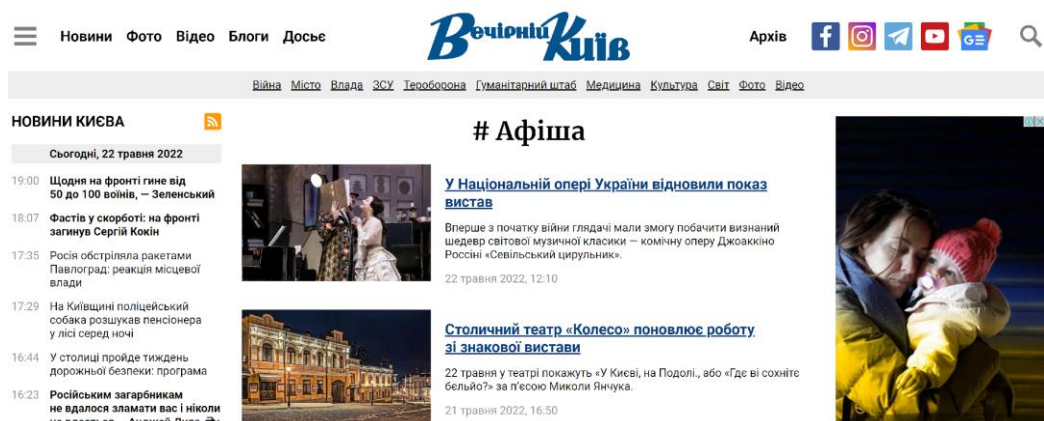 Новини Фото Відео Блоги Досьє
Вечірній Київ
Архів
Війна Місто Влада ЗСУ Тероборона Гуманітарний штаб Медицина Культура Світ Фото Відео
НОВИНИ КИЄВА
Сьогодні, 22 травня 2022
19:00 Щодня на фронті гине від
50 до 100 воїнів, — Зеленський
18:07 Фастів у скорботі: на фронті
загинув Сергій Кокін
17:35 Росія обстріляла ракетами
Павлоград: реакція місцевої
влади
17:29 На Київщині поліцейський
собака розшукав пенсіонера
у лісі серед ночі
16:44 У столиці пройде тиждень
дорожньої безпеки: програма
16:23 Російським загарбникам
не вдалося зламати вас і ніколи
# Афіша
У Національній опері України відновили показ
вистав
Вперше з початку війни глядачі мали змогу побачити визнаний
шедевр світової музичної класики — комічну оперу Джоаккіно
Россіні «Севільський цирульник».
22 травня 2022, 12:10
Столичний театр «Колесо» поновлює роботу
зі знакової вистави
22 травня у театрі покажуть «У Києві, на Подолі., або «Где ві сохніте
бельйо?» за п'єсою Миколи Янчука.
21 травня 2022, 16:50